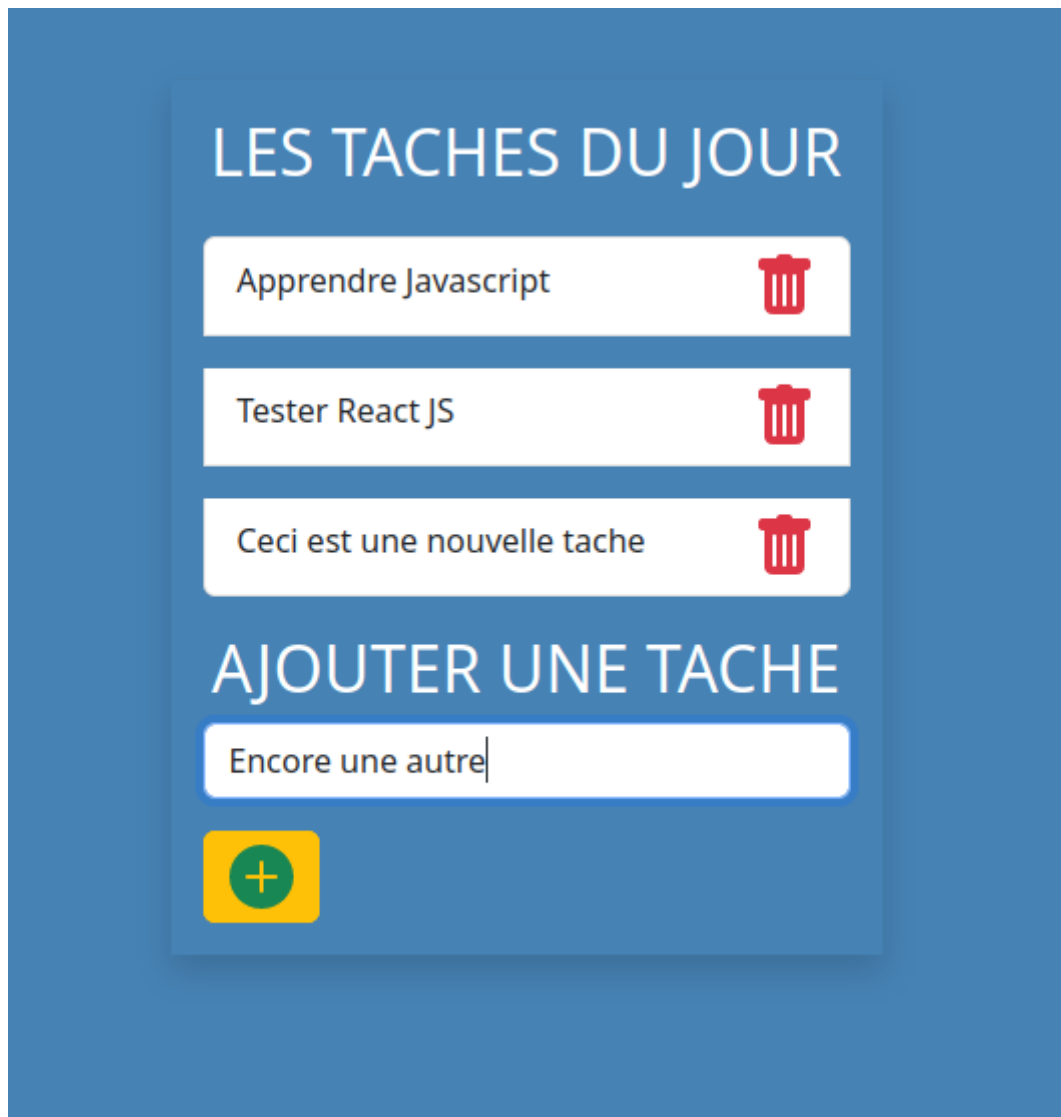 LES TACHES DU JOUR
Apprendre Javascript
Tester React JS
Ceci est une nouvelle tache
AJOUTER UNE TACHE
Encore une autre